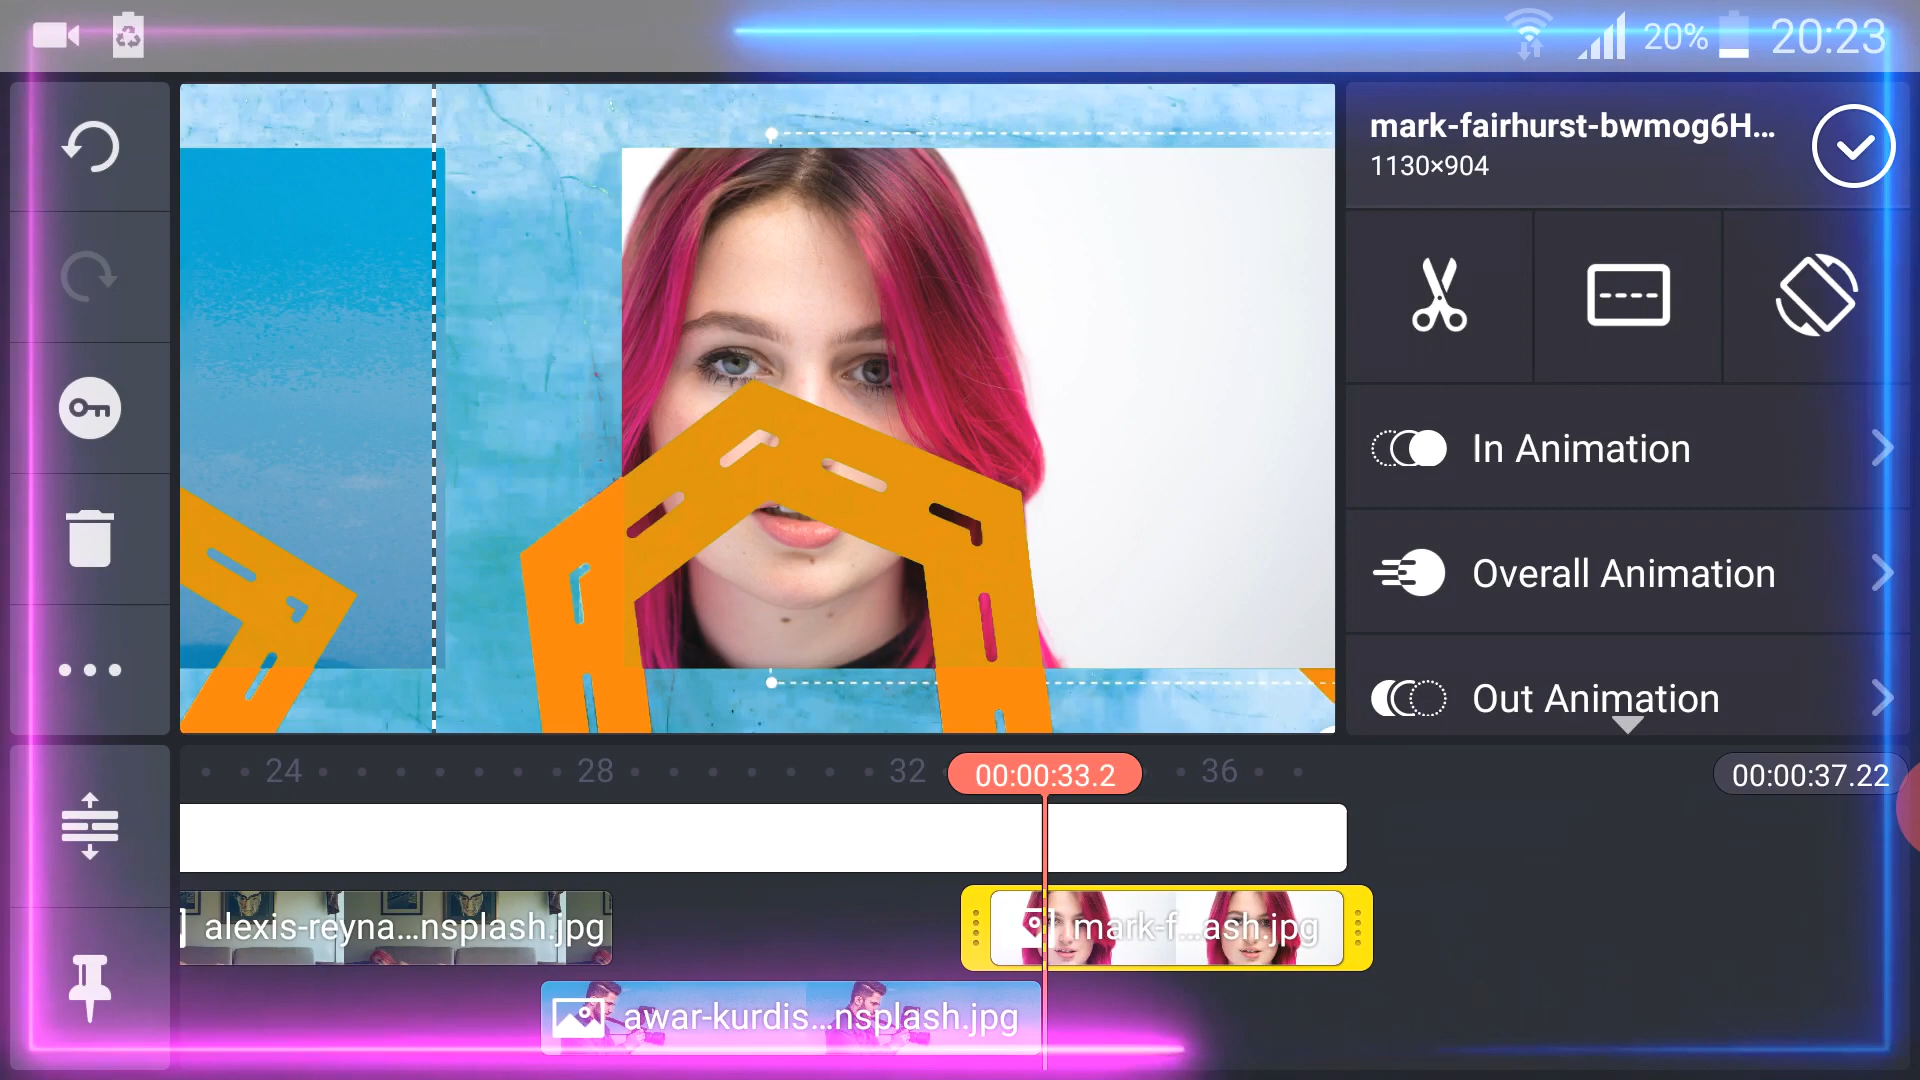 20% 20:23
mark-fairhurst-bwmog6H...
1130×904
In Animation
Overall Animation
Out Animation
24 28 32 00:00:33.2 36 00:00:37.22
alexis-reyna...nsplash.jpg
mark-f...ash.jpg
awar-kurdis...nsplash.jpg